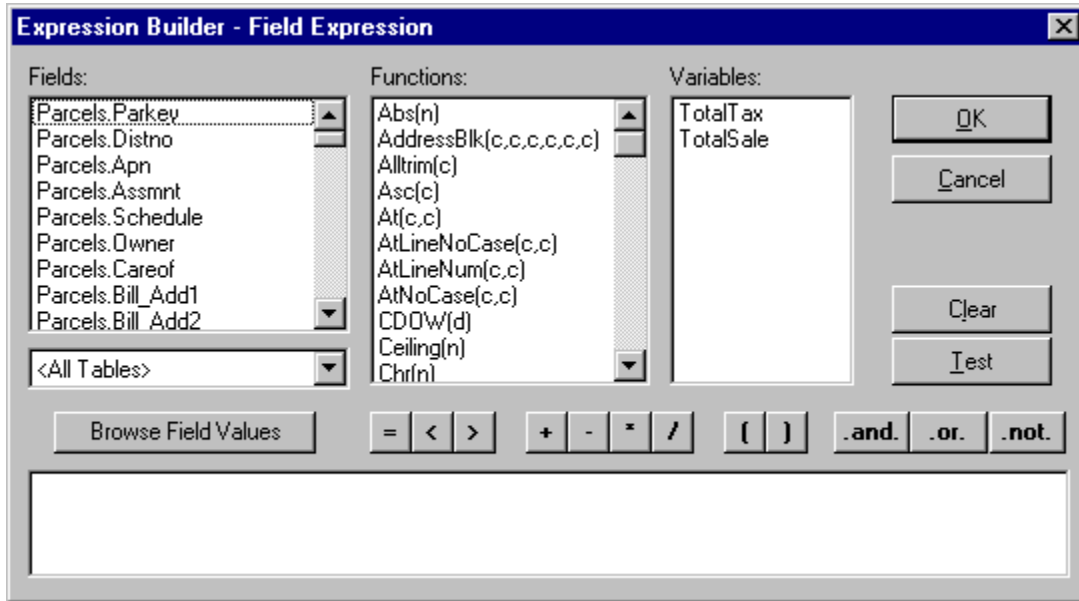 Expression Builder - Field Expression
Fields:
Parcels.Parkey
Parcels.Distno
Parcels.Apn
Parcels.Assmnt
Parcels.Schedule
Parcels.Owner
Parcels.Careof
Parcels.Bill_Add1
Parcels.Bill_Add2
<All Tables>
Functions:
Abs(n)
AddressBlk(c,c,c,c,c,c)
Alltrim(c)
Asc(c)
At(c,c)
AtLineNoCase(c,c)
AtLineNum(c,c)
AtNoCase(c,c)
CDOW(d)
Ceiling(n)
Chr(n)
Variables:
TotalTax
TotalSale
OK
Cancel
Clear
Test
Browse Field Values
= < > + - * / ( ) .and. .or. .not.